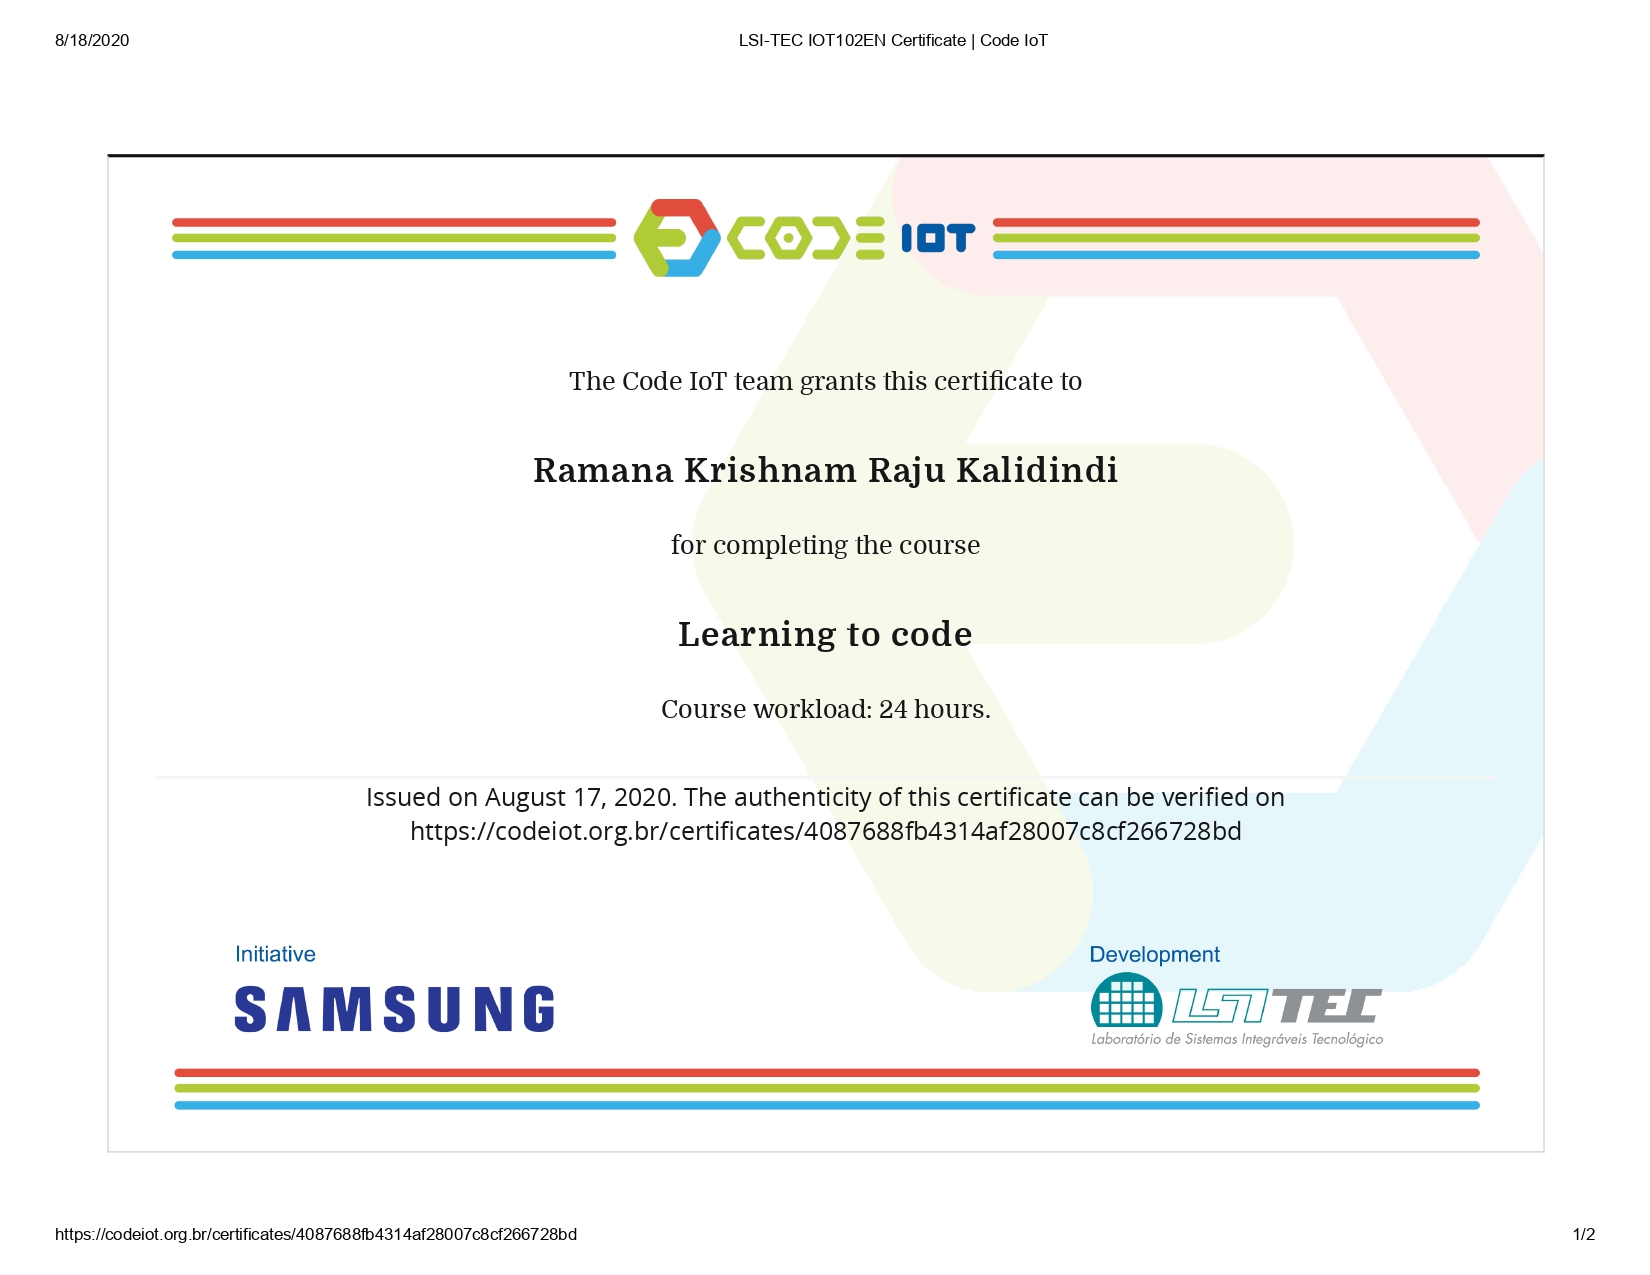 8/18/2020
LSI-TEC IOT102EN Certificate | Code IoT
CODE IOT
The Code IoT team grants this certificate to
Ramana Krishnam Raju Kalidindi
for completing the course
Learning to code
Course workload: 24 hours.
Issued on August 17, 2020. The authenticity of this certificate can be verified on
https://codeiot.org.br/certificates/4087688fb4314af28007c8cf266728bd
Initiative
SAMSUNG
Development
LSITEC
Laboratório de Sistemas Integráveis Tecnológico
https://codeiot.org.br/certificates/4087688fb4314af28007c8cf266728bd
1/2